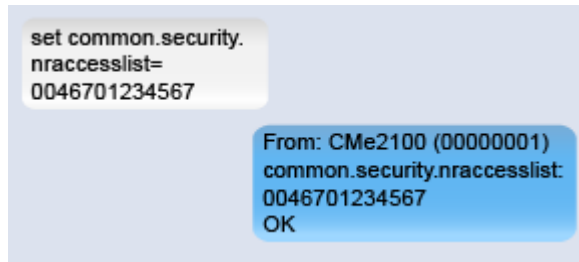 set common.security.
nraccesslist=
0046701234567
From: CMe2100 (00000001)
common.security.nraccesslist:
0046701234567
OK